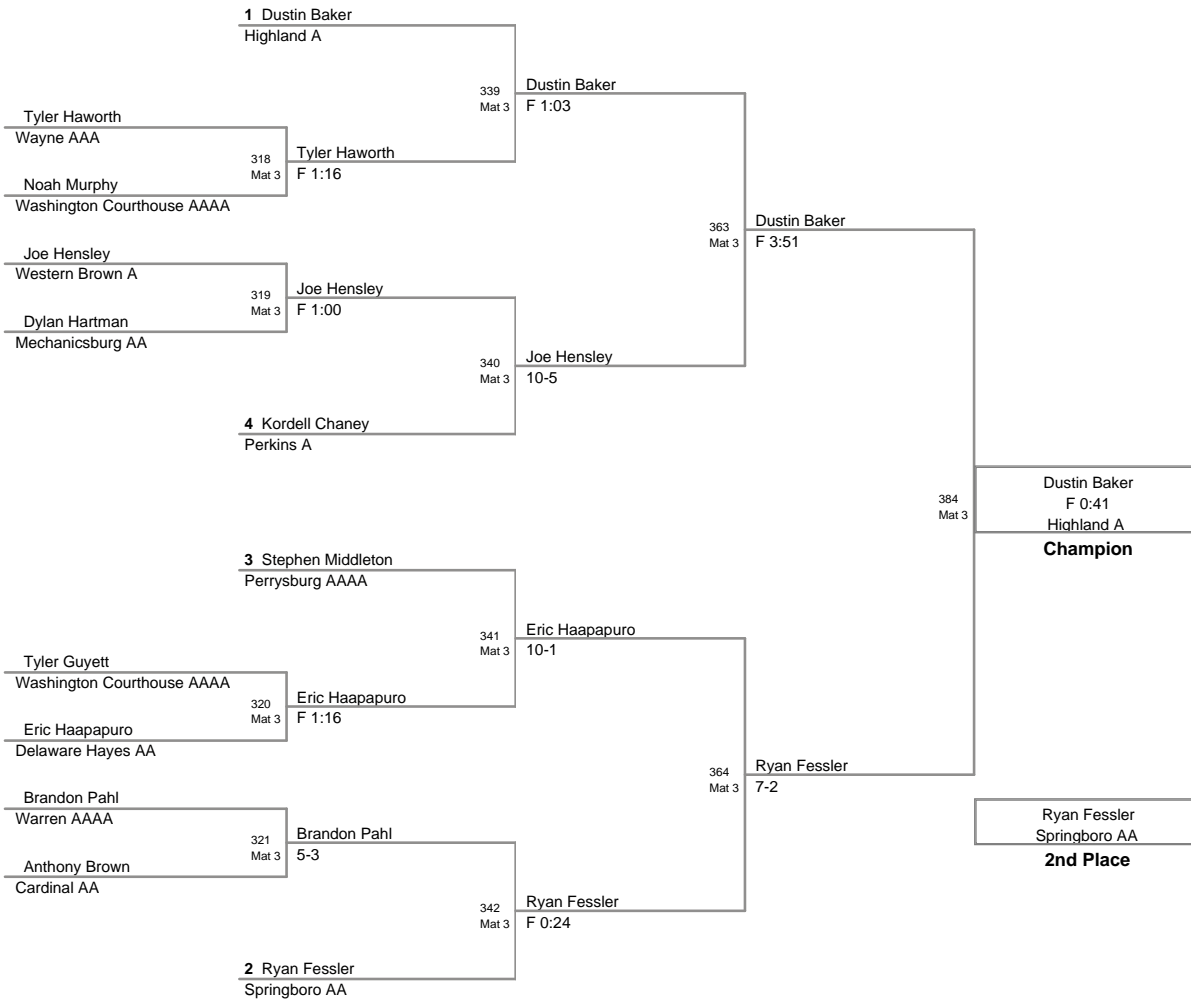 1 Dustin Baker
Highland A
339
Mat 3
Dustin Baker
F 1:03
Tyler Haworth
Wayne AAA
318
Mat 3
Tyler Haworth
F 1:16
Noah Murphy
Washington Courthouse AAAA
363
Mat 3
Dustin Baker
F 3:51
Joe Hensley
Western Brown A
319
Mat 3
Joe Hensley
F 1:00
Dylan Hartman
Mechanicsburg AA
340
Mat 3
Joe Hensley
10-5
4 Kordell Chaney
Perkins A
384
Mat 3
Dustin Baker
F 0:41
Highland A
Champion
3 Stephen Middleton
Perrysburg AAAA
341
Mat 3
Eric Haapapuro
10-1
Tyler Guyett
Washington Courthouse AAAA
320
Mat 3
Eric Haapapuro
F 1:16
Eric Haapapuro
Delaware Hayes AA
364
Mat 3
Ryan Fessler
7-2
Brandon Pahl
Warren AAAA
321
Mat 3
Brandon Pahl
5-3
Anthony Brown
Cardinal AA
Ryan Fessler
Springboro AA
2nd Place
342
Mat 3
Ryan Fessler
F 0:24
2 Ryan Fessler
Springboro AA